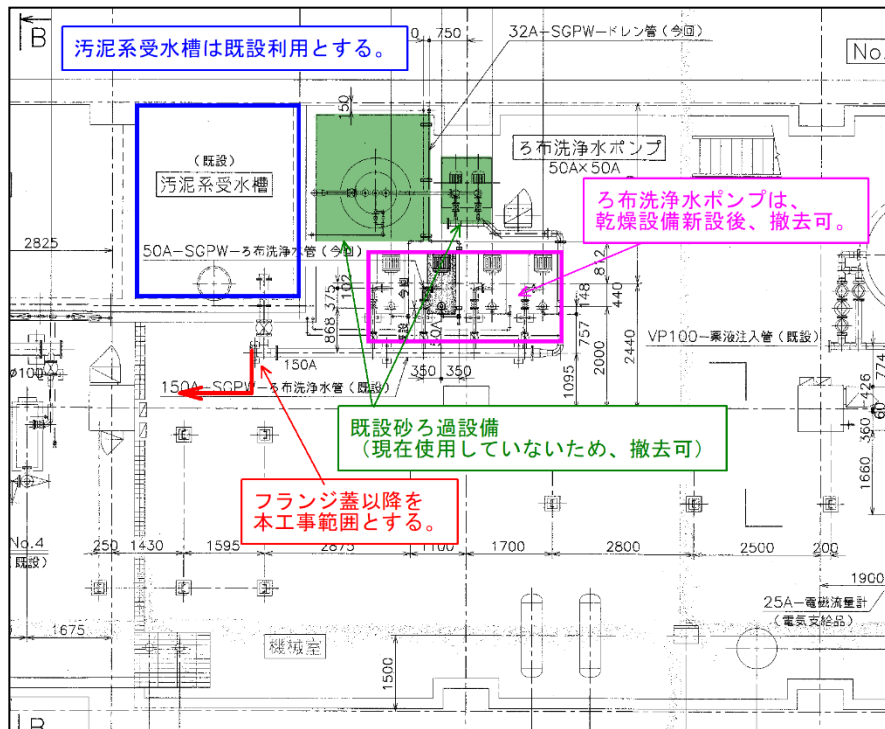 B
汚泥系受水槽は既設利用とする。
750
32A-SGPW-ドレン管(今回)
No.
150
(既設)
汚泥系受水槽
ろ布洗浄水ポンプ
50A×50A
ろ布洗浄水ポンプは、
乾燥設備新設後、撤去可。
2825
50A-SGPW-ろ布洗浄水管(今回)
812
375
102
148
440
868
757
2000
2440
VP100-薬液注入管(既設)
150A
350 350
1095
150A-SGPW-ろ布洗浄水管(既設)
ø100
774
426
60
360
1660
既設砂ろ過設備
(現在使用していないため、撤去可)
フランジ蓋以降を
本工事範囲とする。
No.4
既設)
250 1430 1595 2875 1100 1700 2800 2500 200
1900
25A-電磁流量計
(電気支給品)
1675
機械室
1500
B